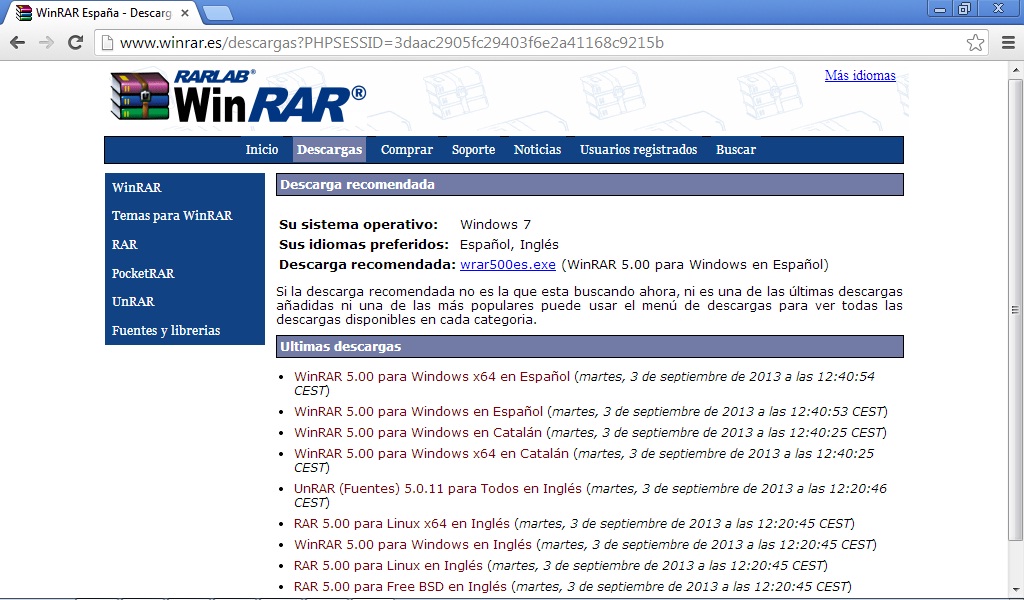 WinRAR España - Descarg
www.winrar.es/descargas?PHPSESSID=3daac2905fc29403f6e2a41168c9215b
RARLAB®
WinRAR®
Más idiomas
Inicio Descargas Comprar Soporte Noticias Usuarios registrados Buscar
WinRAR
Temas para WinRAR
RAR
PocketRAR
UnRAR
Fuentes y librerias
Descarga recomendada
Su sistema operativo: Windows 7
Sus idiomas preferidos: Español, Inglés
Descarga recomendada: wrar500es.exe (WinRAR 5.00 para Windows en Español)
Si la descarga recomendada no es la que esta buscando ahora, ni es una de las últimas descargas
añadidas ni una de las más populares puede usar el menú de descargas para ver todas las
descargas disponibles en cada categoria.
Ultimas descargas
• WinRAR 5.00 para Windows x64 en Español (martes, 3 de septiembre de 2013 a las 12:40:54
CEST)
• WinRAR 5.00 para Windows en Español (martes, 3 de septiembre de 2013 a las 12:40:53 CEST)
• WinRAR 5.00 para Windows en Catalán (martes, 3 de septiembre de 2013 a las 12:40:25 CEST)
• WinRAR 5.00 para Windows x64 en Catalán (martes, 3 de septiembre de 2013 a las 12:40:25
CEST)
• UnRAR (Fuentes) 5.0.11 para Todos en Inglés (martes, 3 de septiembre de 2013 a las 12:20:46
CEST)
• RAR 5.00 para Linux x64 en Inglés (martes, 3 de septiembre de 2013 a las 12:20:45 CEST)
• WinRAR 5.00 para Windows en Inglés (martes, 3 de septiembre de 2013 a las 12:20:45 CEST)
• RAR 5.00 para Linux en Inglés (martes, 3 de septiembre de 2013 a las 12:20:45 CEST)
• RAR 5.00 para Free BSD en Inglés (martes, 3 de septiembre de 2013 a las 12:20:45 CEST)